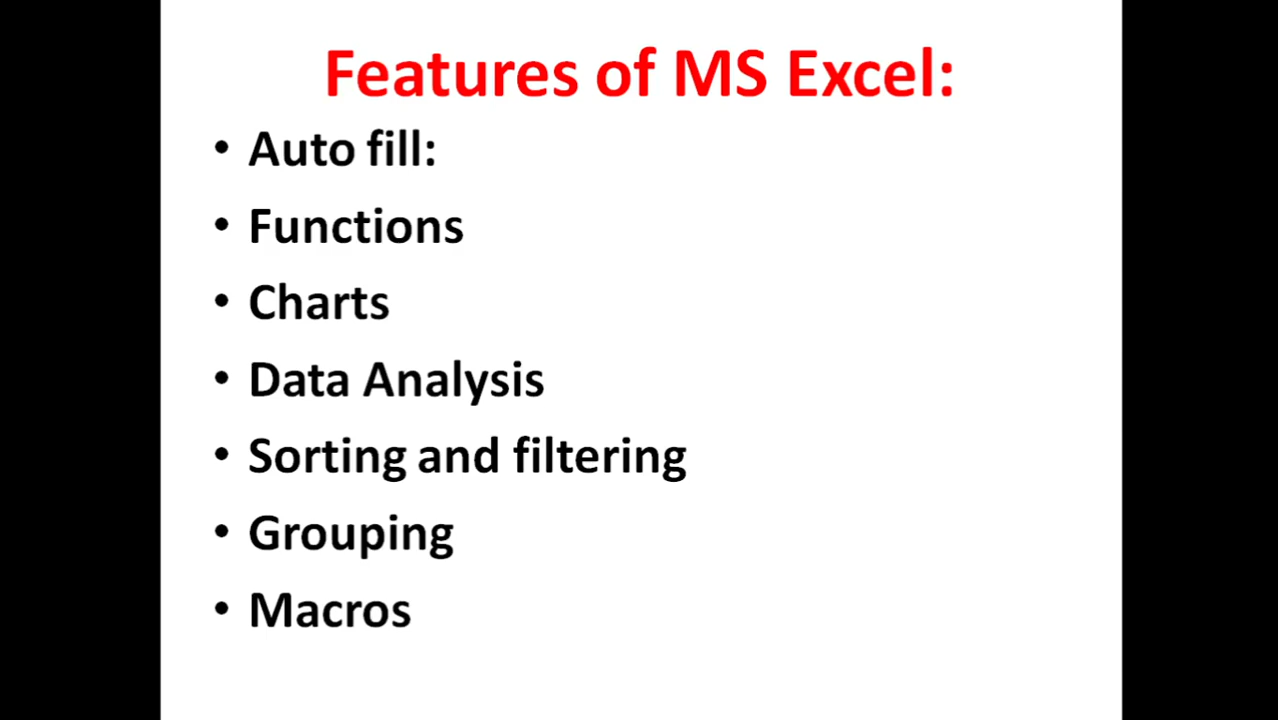 Features of MS Excel:
• Auto fill:
• Functions
• Charts
• Data Analysis
• Sorting and filtering
• Grouping
• Macros